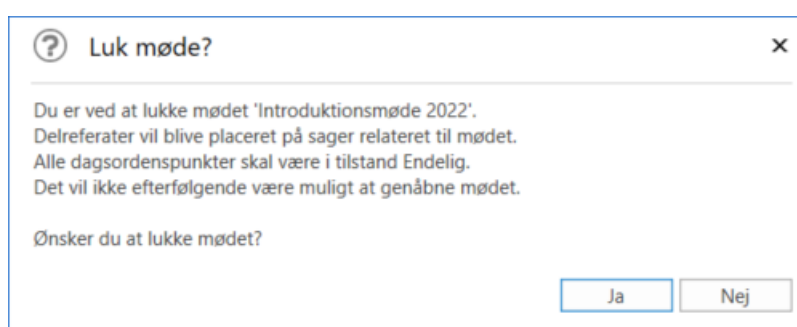 Luk møde?
Du er ved at lukke mødet 'Introduktionsmøde 2022'.
Delreferater vil blive placeret på sager relateret til mødet.
Alle dagsordenspunkter skal være i tilstand Endelig.
Det vil ikke efterfølgende være muligt at genåbne mødet.
Ønsker du at lukke mødet?
Ja Nej